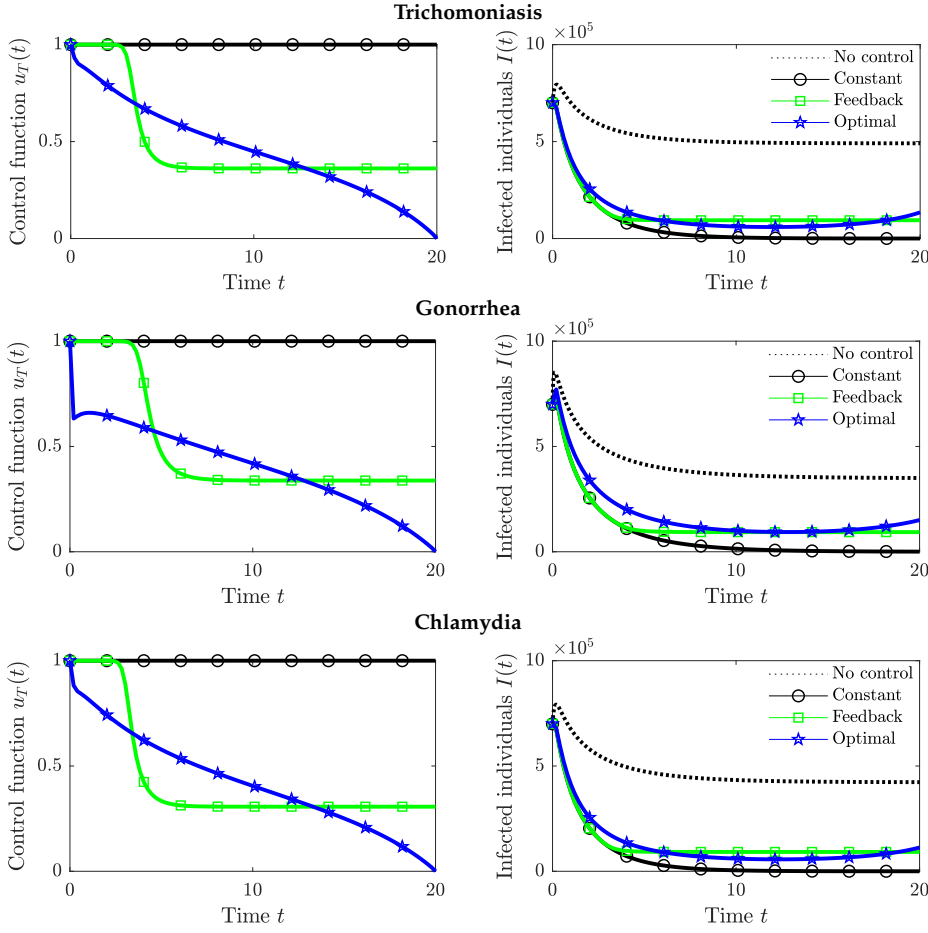 Trichomoniasis
Control function u_T(t)
1
0.5
0
0
10
20
Time t
Infected individuals I(t)
×10^5
10
5
0
0
10
20
Time t
No control
Constant
Feedback
Optimal
Gonorrhea
Control function u_T(t)
1
0.5
0
0
10
20
Time t
Infected individuals I(t)
×10^5
10
5
0
0
10
20
Time t
No control
Constant
Feedback
Optimal
Chlamydia
Control function u_T(t)
1
0.5
0
0
10
20
Time t
Infected individuals I(t)
×10^5
10
5
0
0
10
20
Time t
No control
Constant
Feedback
Optimal